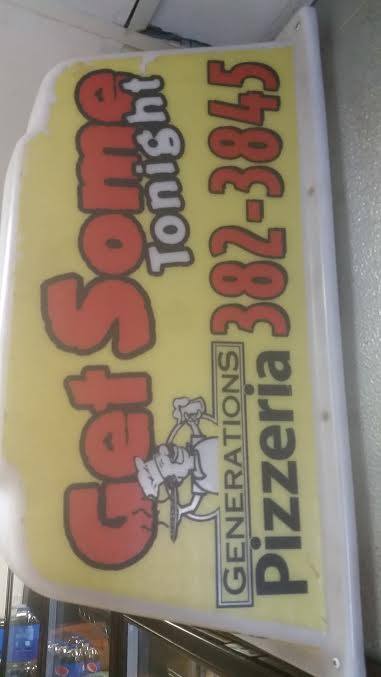 Get Some
Tonight
GENERATIONS
Pizzeria 382-3845